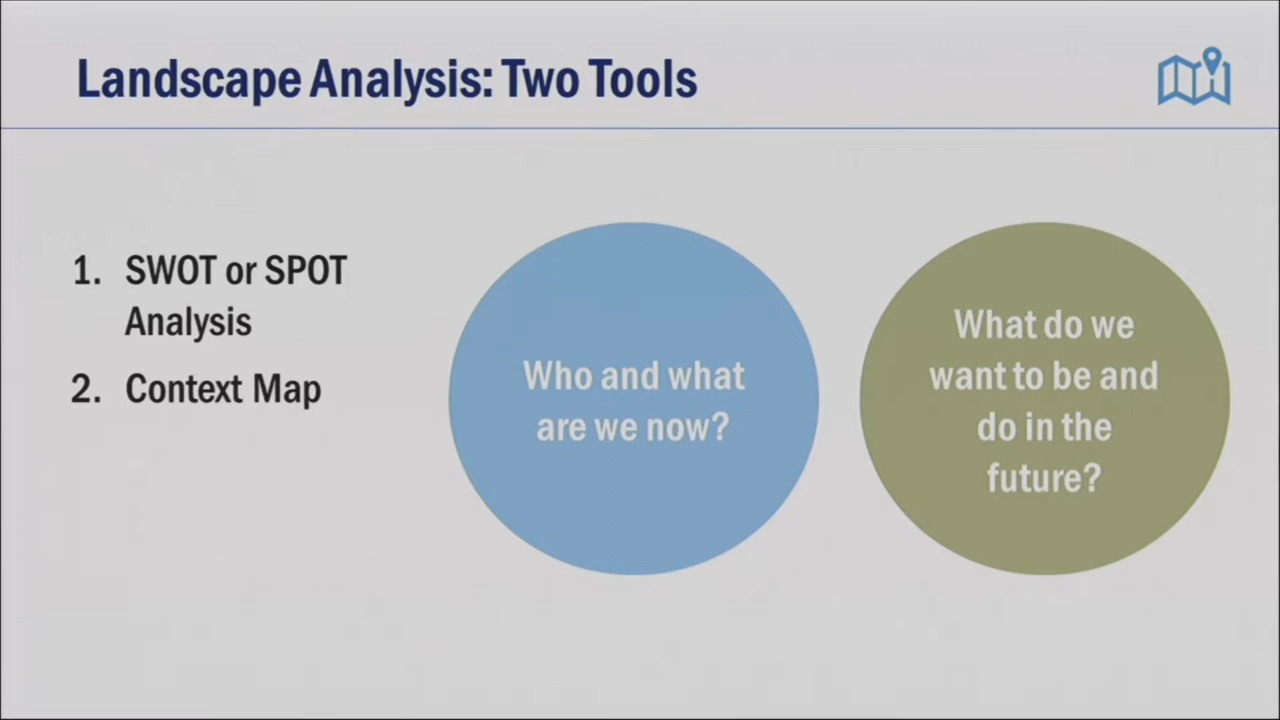 Landscape Analysis: Two Tools
1. SWOT or SPOT
Analysis
2. Context Map
Who and what
are we now?
What do we
want to be and
do in the
future?